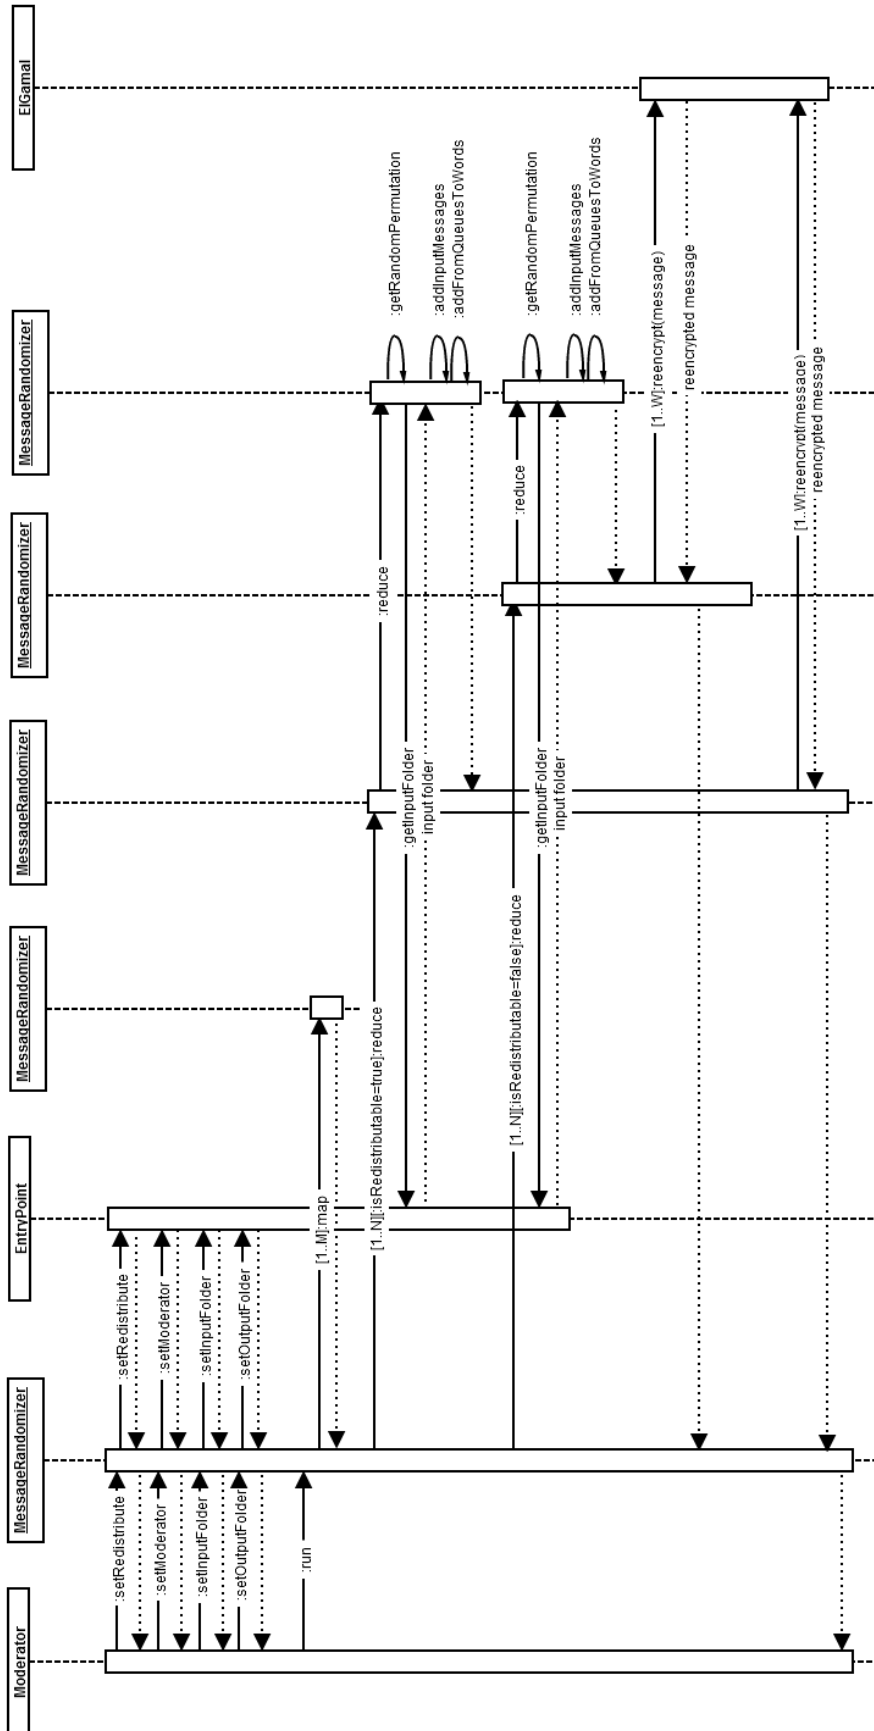 Moderator
MessageRandomizer
EntryPoint
MessageRandomizer
MessageRandomizer
MessageRandomizer
MessageRandomizer
ElGamal
:setRedistribute
:setRedistribute
:setModerator
:setModerator
:setInputFolder
:setInputFolder
:setOutputFolder
:setOutputFolder
:run
[1..M]:map
[1..N][:isRedistributable=true]:reduce
:reduce
:getRandomPermutation
:getInputFolder
input folder
:addInputMessages
:addFromQueuesToWords
[1..N][:isRedistributable=false]:reduce
:reduce
:getRandomPermutation
:getInputFolder
input folder
:addInputMessages
:addFromQueuesToWords
[1..W]:reencrypt(message)
reencrypted message
[1..W]:reencrypt(message)
reencrypted message